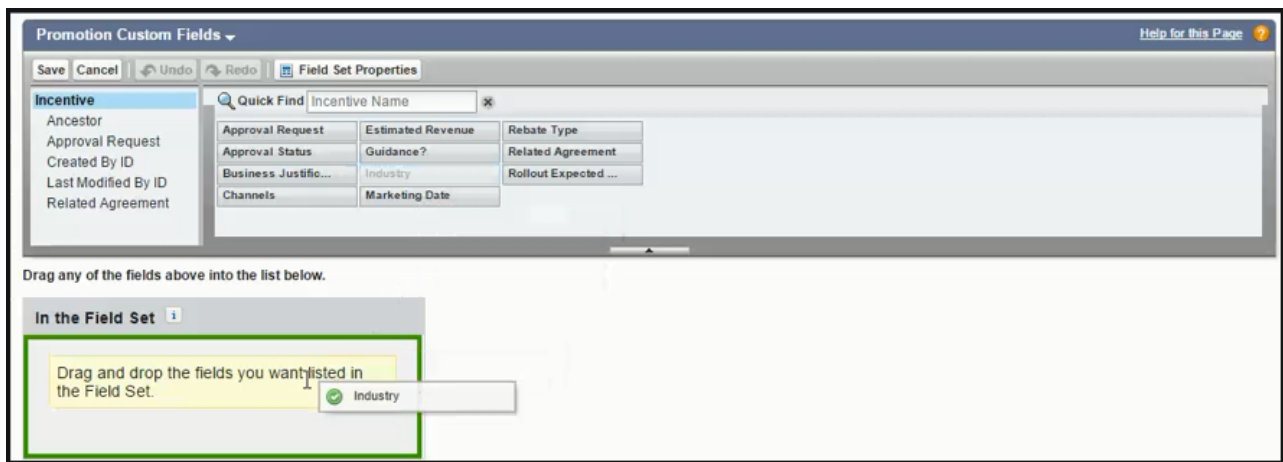 Promotion Custom Fields
Help for this Page ?
Save Cancel Undo Redo Field Set Properties
Incentive
Ancestor
Approval Request
Created By ID
Last Modified By ID
Related Agreement
Quick Find Incentive Name
Approval Request Estimated Revenue Rebate Type
Approval Status Guidance? Related Agreement
Business Justific... Industry Rollout Expected ...
Channels Marketing Date
Drag any of the fields above into the list below.
In the Field Set i
Drag and drop the fields you want listed in
the Field Set.
Industry